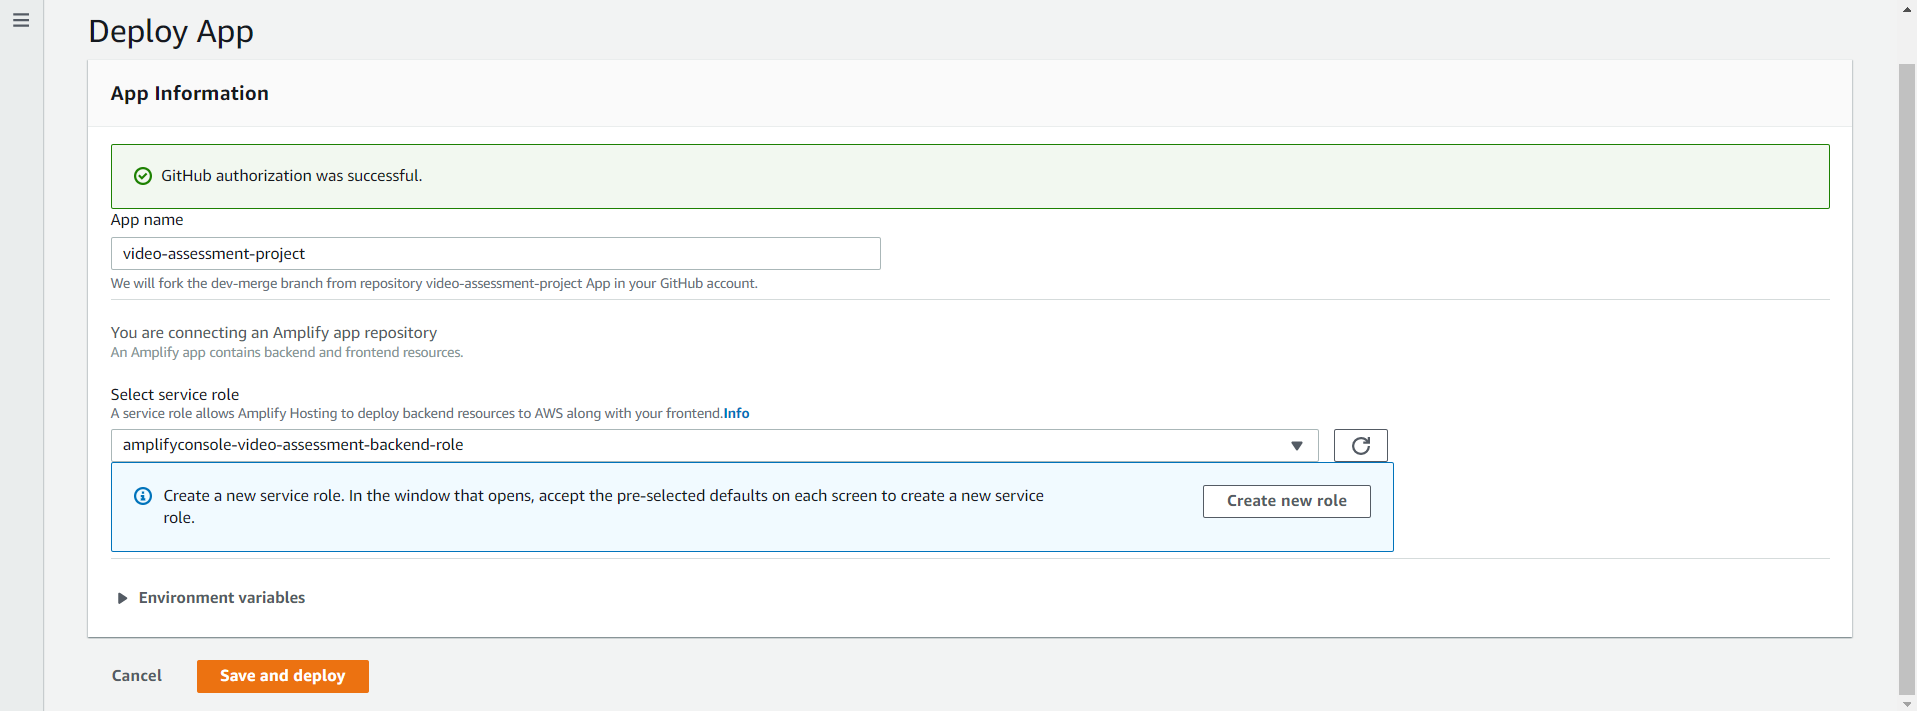 Deploy App
App Information
GitHub authorization was successful.
App name
video-assessment-project
We will fork the dev-merge branch from repository video-assessment-project App in your GitHub account.
You are connecting an Amplify app repository
An Amplify app contains backend and frontend resources.
Select service role
A service role allows Amplify Hosting to deploy backend resources to AWS along with your frontend.Info
amplifyconsole-video-assessment-backend-role
Create a new service role. In the window that opens, accept the pre-selected defaults on each screen to create a new service
role.
Create new role
Environment variables
Cancel
Save and deploy